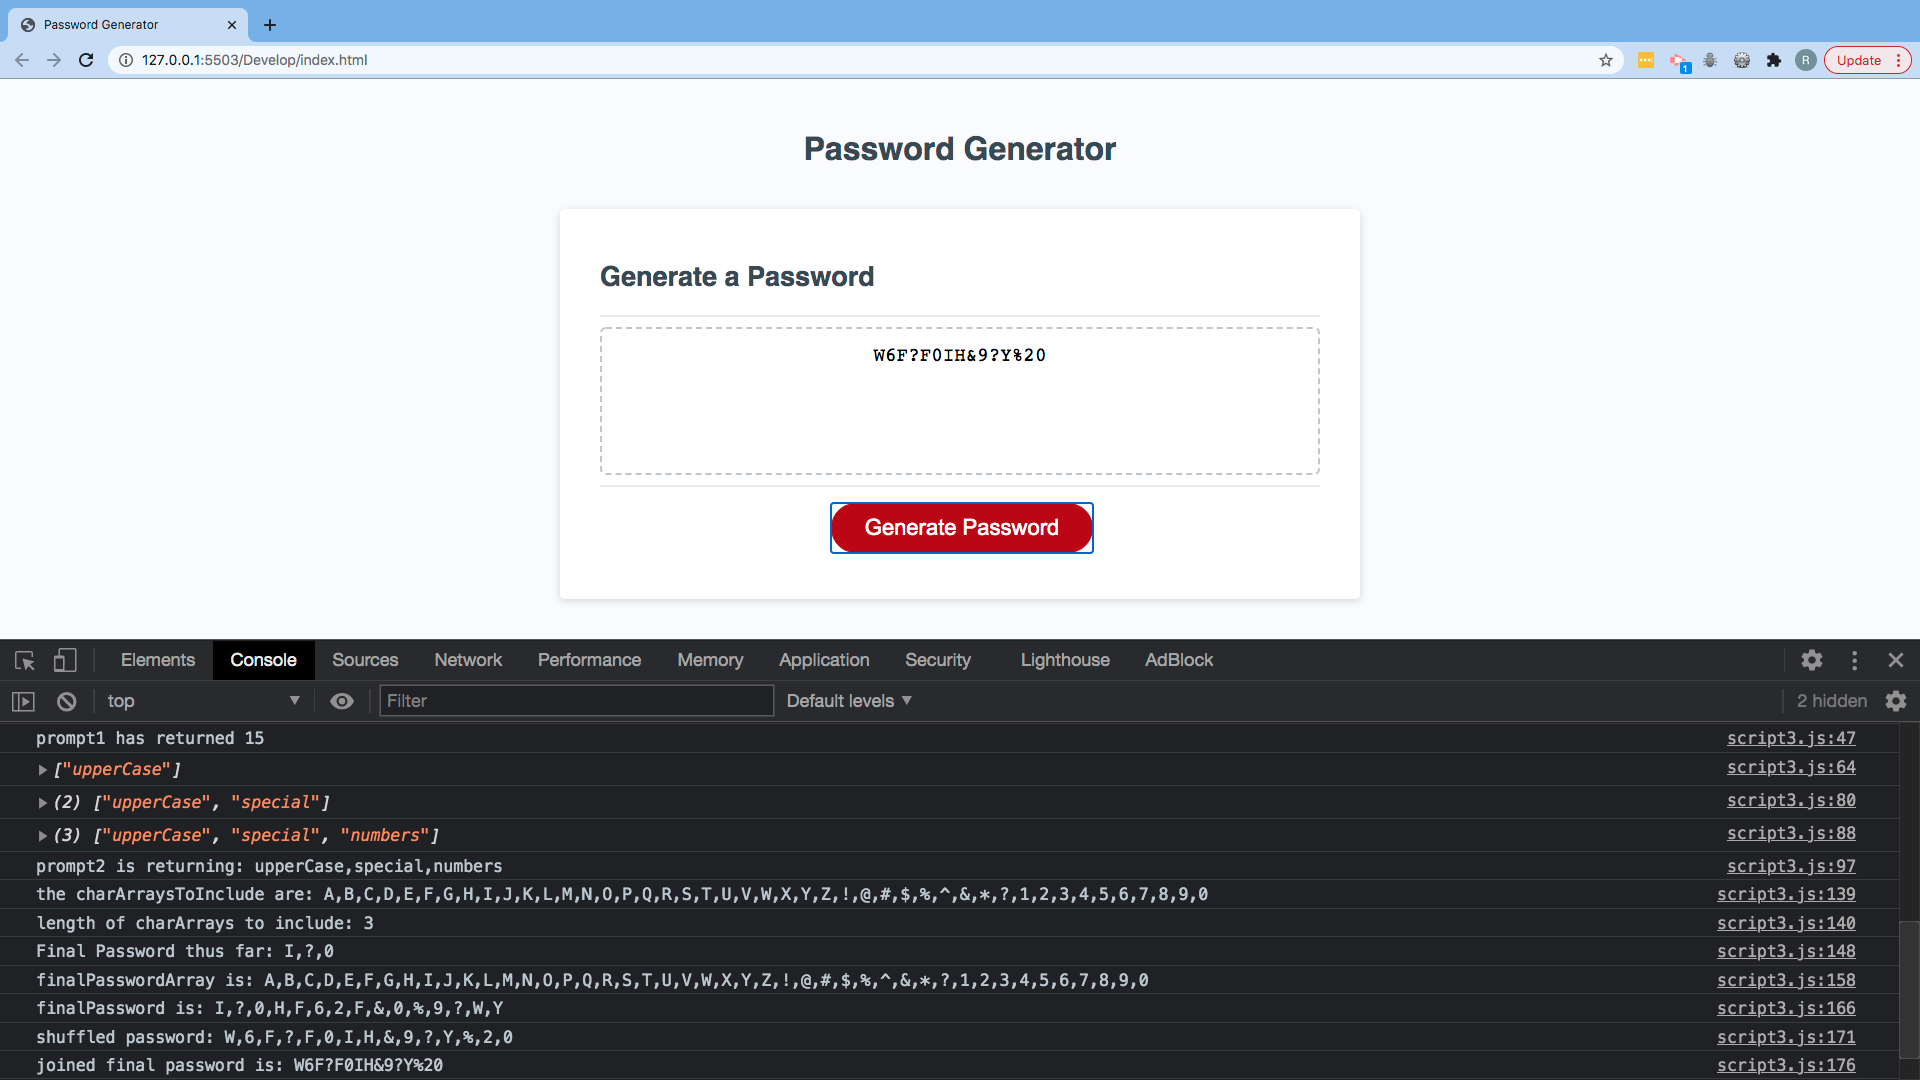 Password Generator
127.0.0.1:5503/Develop/index.html
1
R
Update
Password Generator
Generate a Password
W6F?F0IH&9?Y%20
Generate Password
Elements Console Sources Network Performance Memory Application Security Lighthouse AdBlock
top Filter Default levels 2 hidden
prompt1 has returned 15 script3.js:47
["upperCase"] script3.js:64
(2) ["upperCase", "special"] script3.js:80
(3) ["upperCase", "special", "numbers"] script3.js:88
prompt2 is returning: upperCase,special,numbers script3.js:97
the charArraysToInclude are: A,B,C,D,E,F,G,H,I,J,K,L,M,N,O,P,Q,R,S,T,U,V,W,X,Y,Z,!,@,#,$,%,^,&,*,?,1,2,3,4,5,6,7,8,9,0 script3.js:139
length of charArrays to include: 3 script3.js:140
Final Password thus far: I,?,0 script3.js:148
finalPasswordArray is: A,B,C,D,E,F,G,H,I,J,K,L,M,N,O,P,Q,R,S,T,U,V,W,X,Y,Z,!,@,#,$,%,^,&,*,?,1,2,3,4,5,6,7,8,9,0 script3.js:158
finalPassword is: I,?,0,H,F,6,2,F,&,0,%,9,?,W,Y script3.js:166
shuffled password: W,6,F,?,F,0,I,H,&,9,?,Y,%,2,0 script3.js:171
joined final password is: W6F?F0IH&9?Y%20 script3.js:176